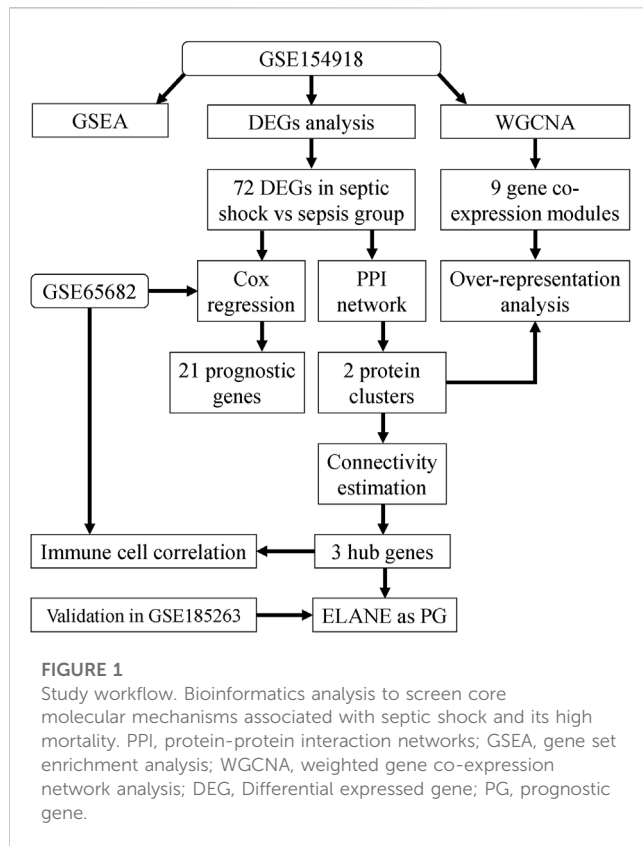 GSE154918
GSEA
DEGs analysis
WGCNA
72 DEGs in septic
shock vs sepsis group
9 gene co-
expression modules
GSE65682
Cox
regression
PPI
network
Over-representation
analysis
21 prognostic
genes
2 protein
clusters
Connectivity
estimation
Immune cell correlation
3 hub genes
Validation in GSE185263
ELANE as PG
FIGURE 1
Study workflow. Bioinformatics analysis to screen core
molecular mechanisms associated with septic shock and its high
mortality. PPI, protein-protein interaction networks; GSEA, gene set
enrichment analysis; WGCNA, weighted gene co-expression
network analysis; DEG, Differential expressed gene; PG, prognostic
gene.